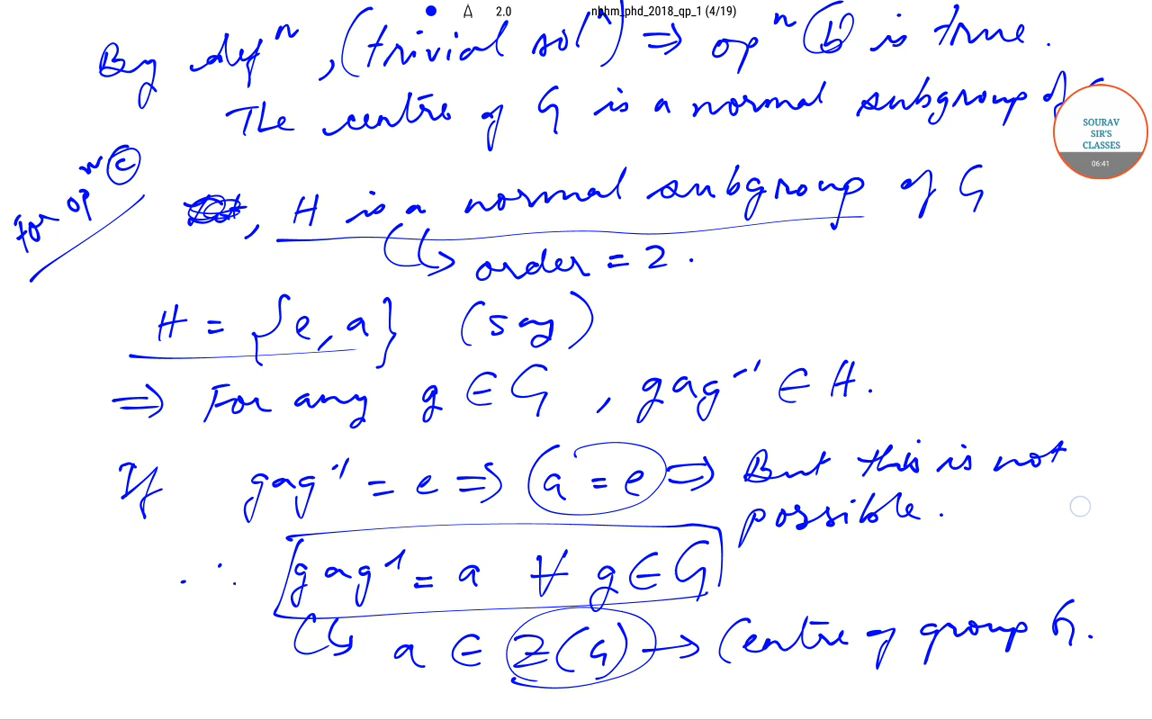 2.0 nbhm_phd_2018_qp_1 (4/19)
By defⁿ, (trivial solⁿ) ⇒ opⁿ (b) is true.
The centre of G is a normal subgroup of
SOURAV
SIR'S
CLASSES
06:41
For opⁿ (c)
, H is a normal subgroup of G
↳ order = 2.
H = {e, a} (say)
⇒ For any g ∈ G, gag⁻¹ ∈ H.
If gag⁻¹ = e ⇒ a = e ⇒ But this is not
possible.
∴ gag⁻¹ = a ∀ g ∈ G
↳ a ∈ Z(G) → Centre of group G.